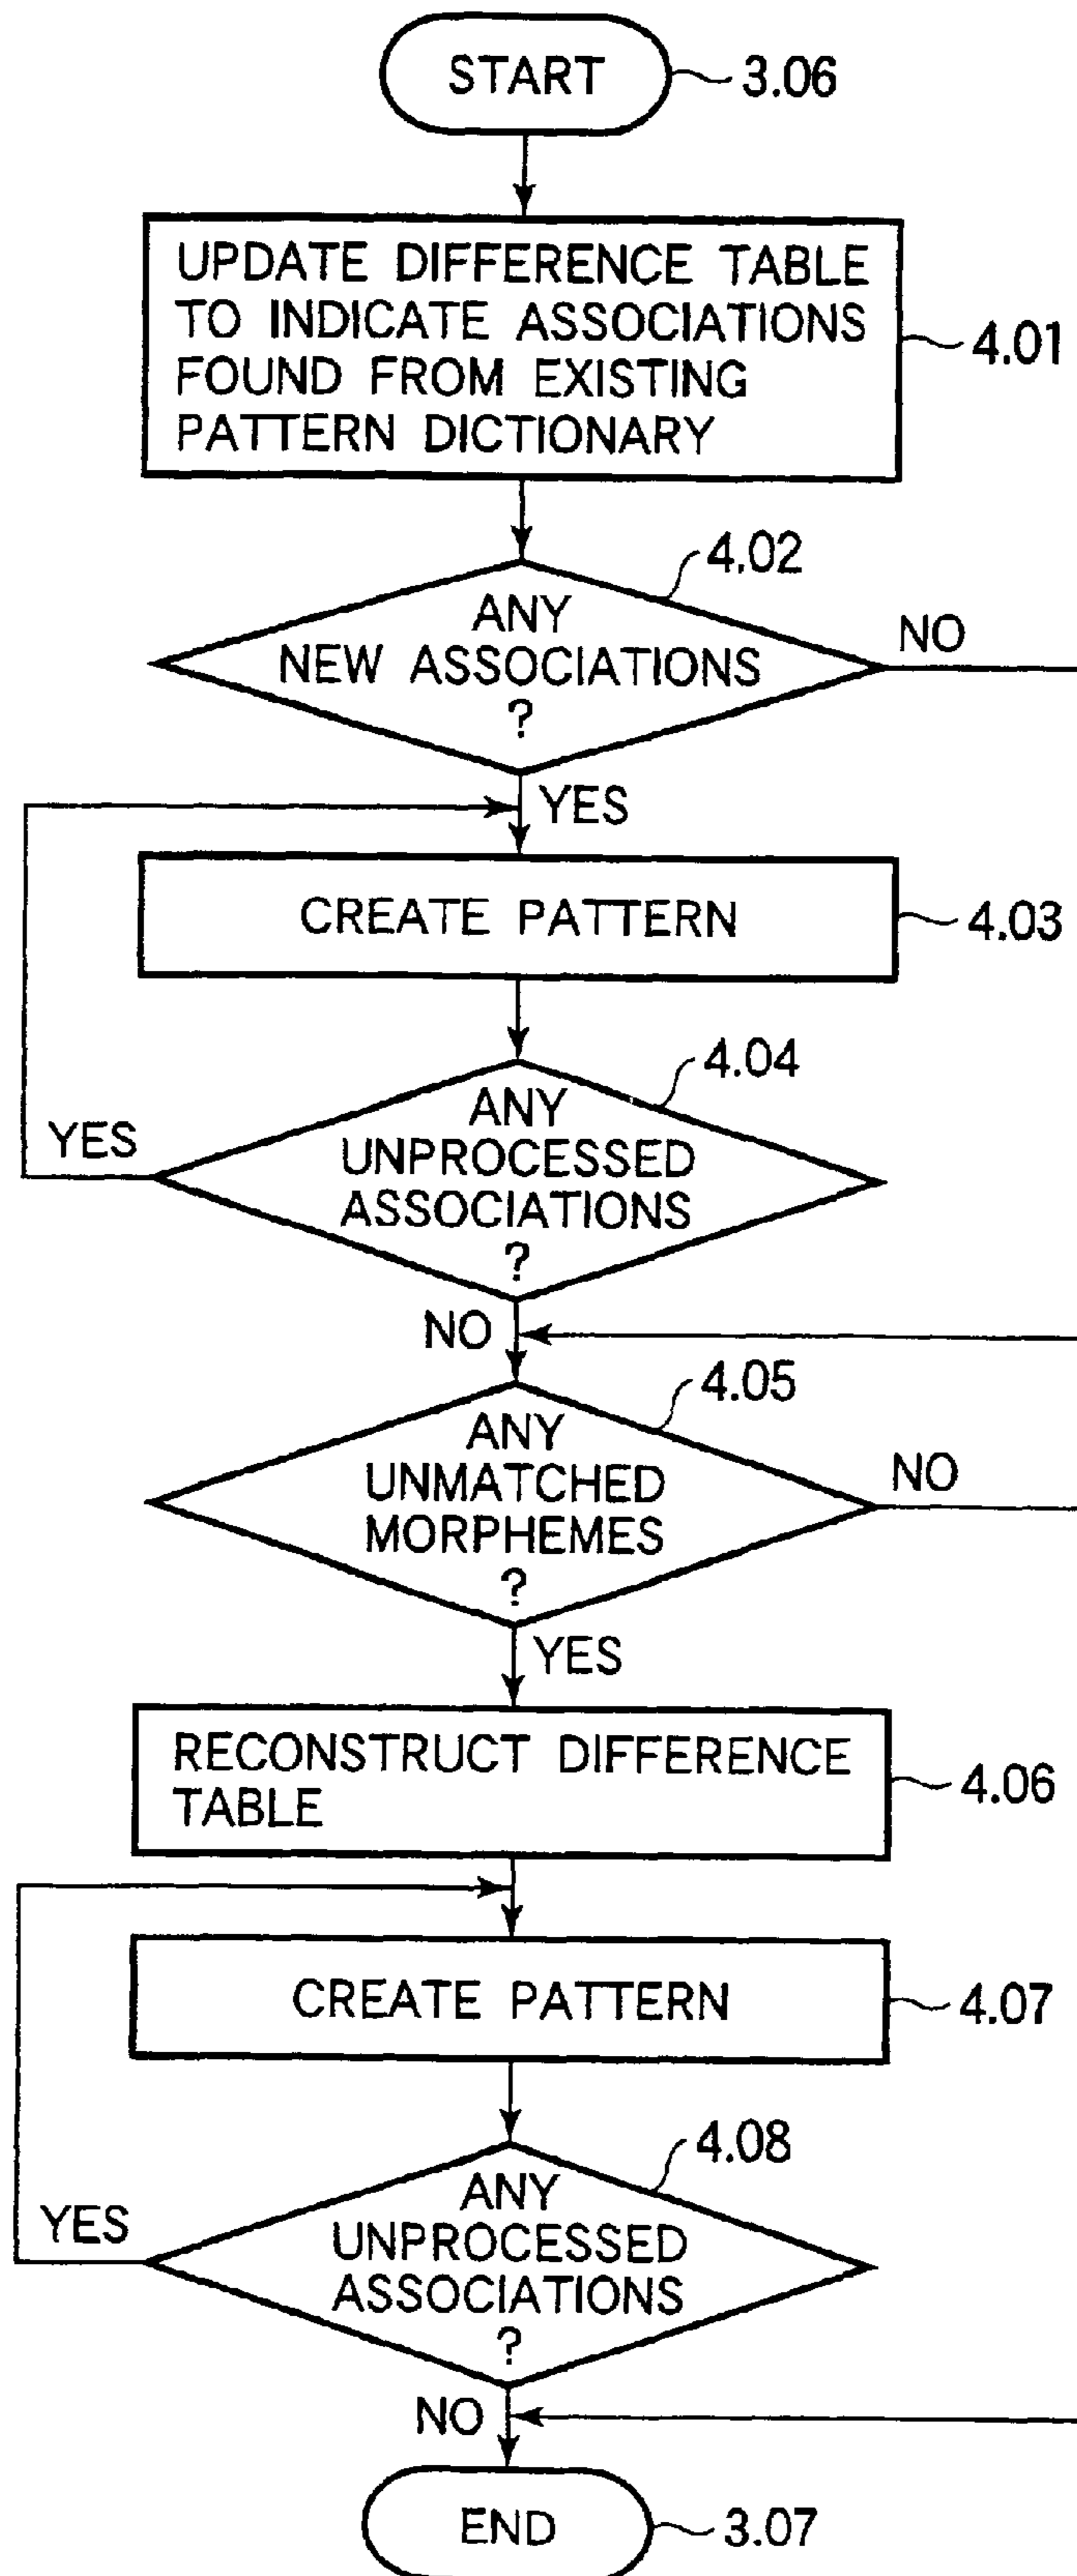 START
3.06
UPDATE DIFFERENCE TABLE
TO INDICATE ASSOCIATIONS
FOUND FROM EXISTING
PATTERN DICTIONARY
4.01
4.02
ANY
NEW ASSOCIATIONS
?
NO
YES
CREATE PATTERN
4.03
4.04
ANY
UNPROCESSED
ASSOCIATIONS
?
YES
NO
4.05
ANY
UNMATCHED
MORPHEMES
?
NO
YES
RECONSTRUCT DIFFERENCE
TABLE
4.06
CREATE PATTERN
4.07
4.08
ANY
UNPROCESSED
ASSOCIATIONS
?
YES
NO
END
3.07